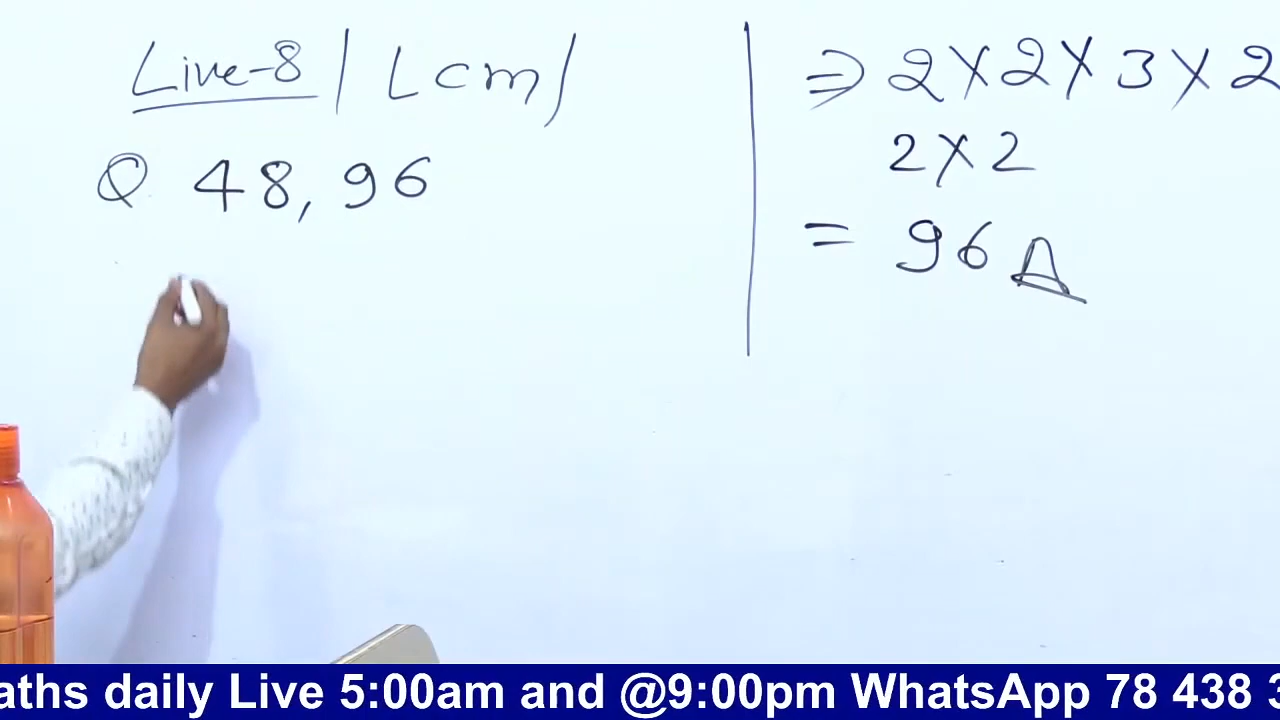 Live-8 / Lcm /
Q. 48, 96
⇒ 2 X 2 X 3 X 2
2 X 2
= 96 A
aths daily Live 5:00am and @9:00pm WhatsApp 78 438 3